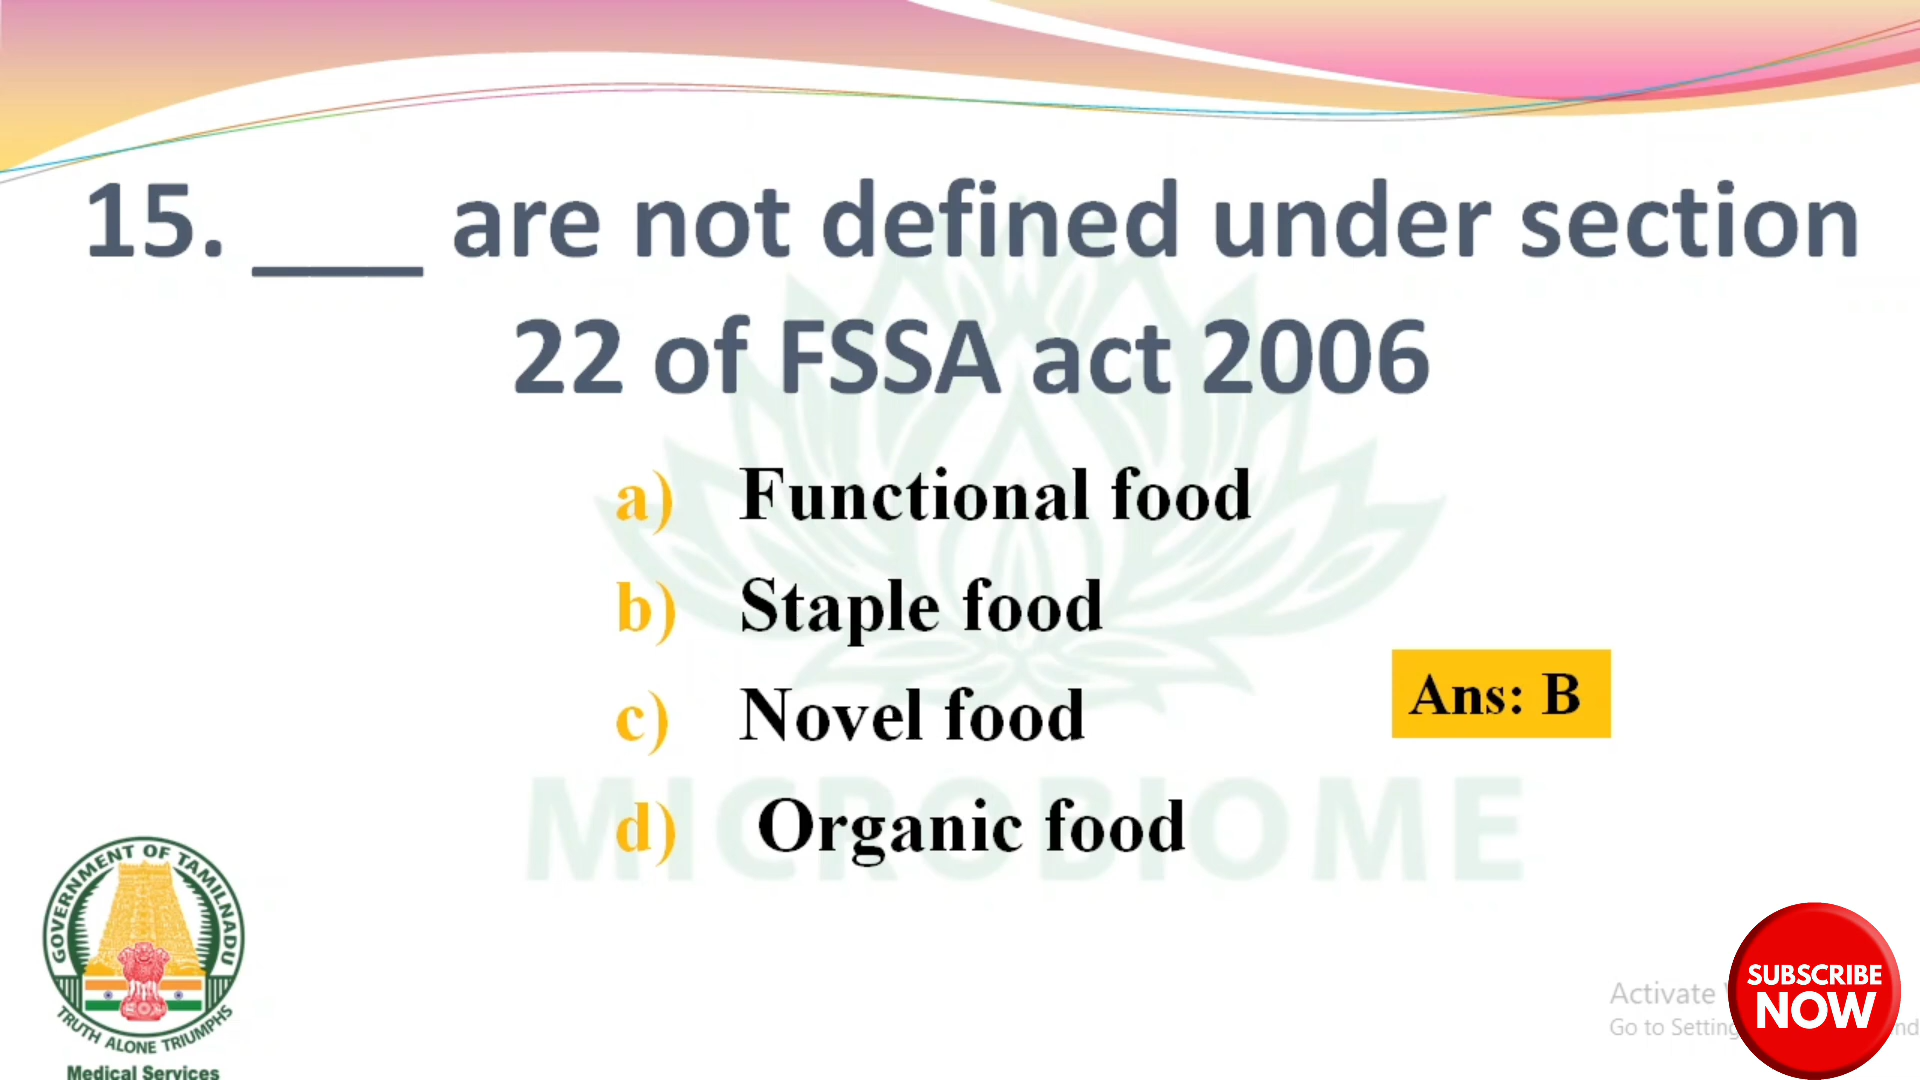 15. ___ are not defined under section
22 of FSSA act 2006
a) Functional food
b) Staple food
c) Novel food
Ans: B
d) Organic food
MICROBIOME
GOVERNMENT OF TAMILNADU
TRUTH ALONE TRIUMPHS
Medical Services
Activate
Go to Setting
SUBSCRIBE
NOW